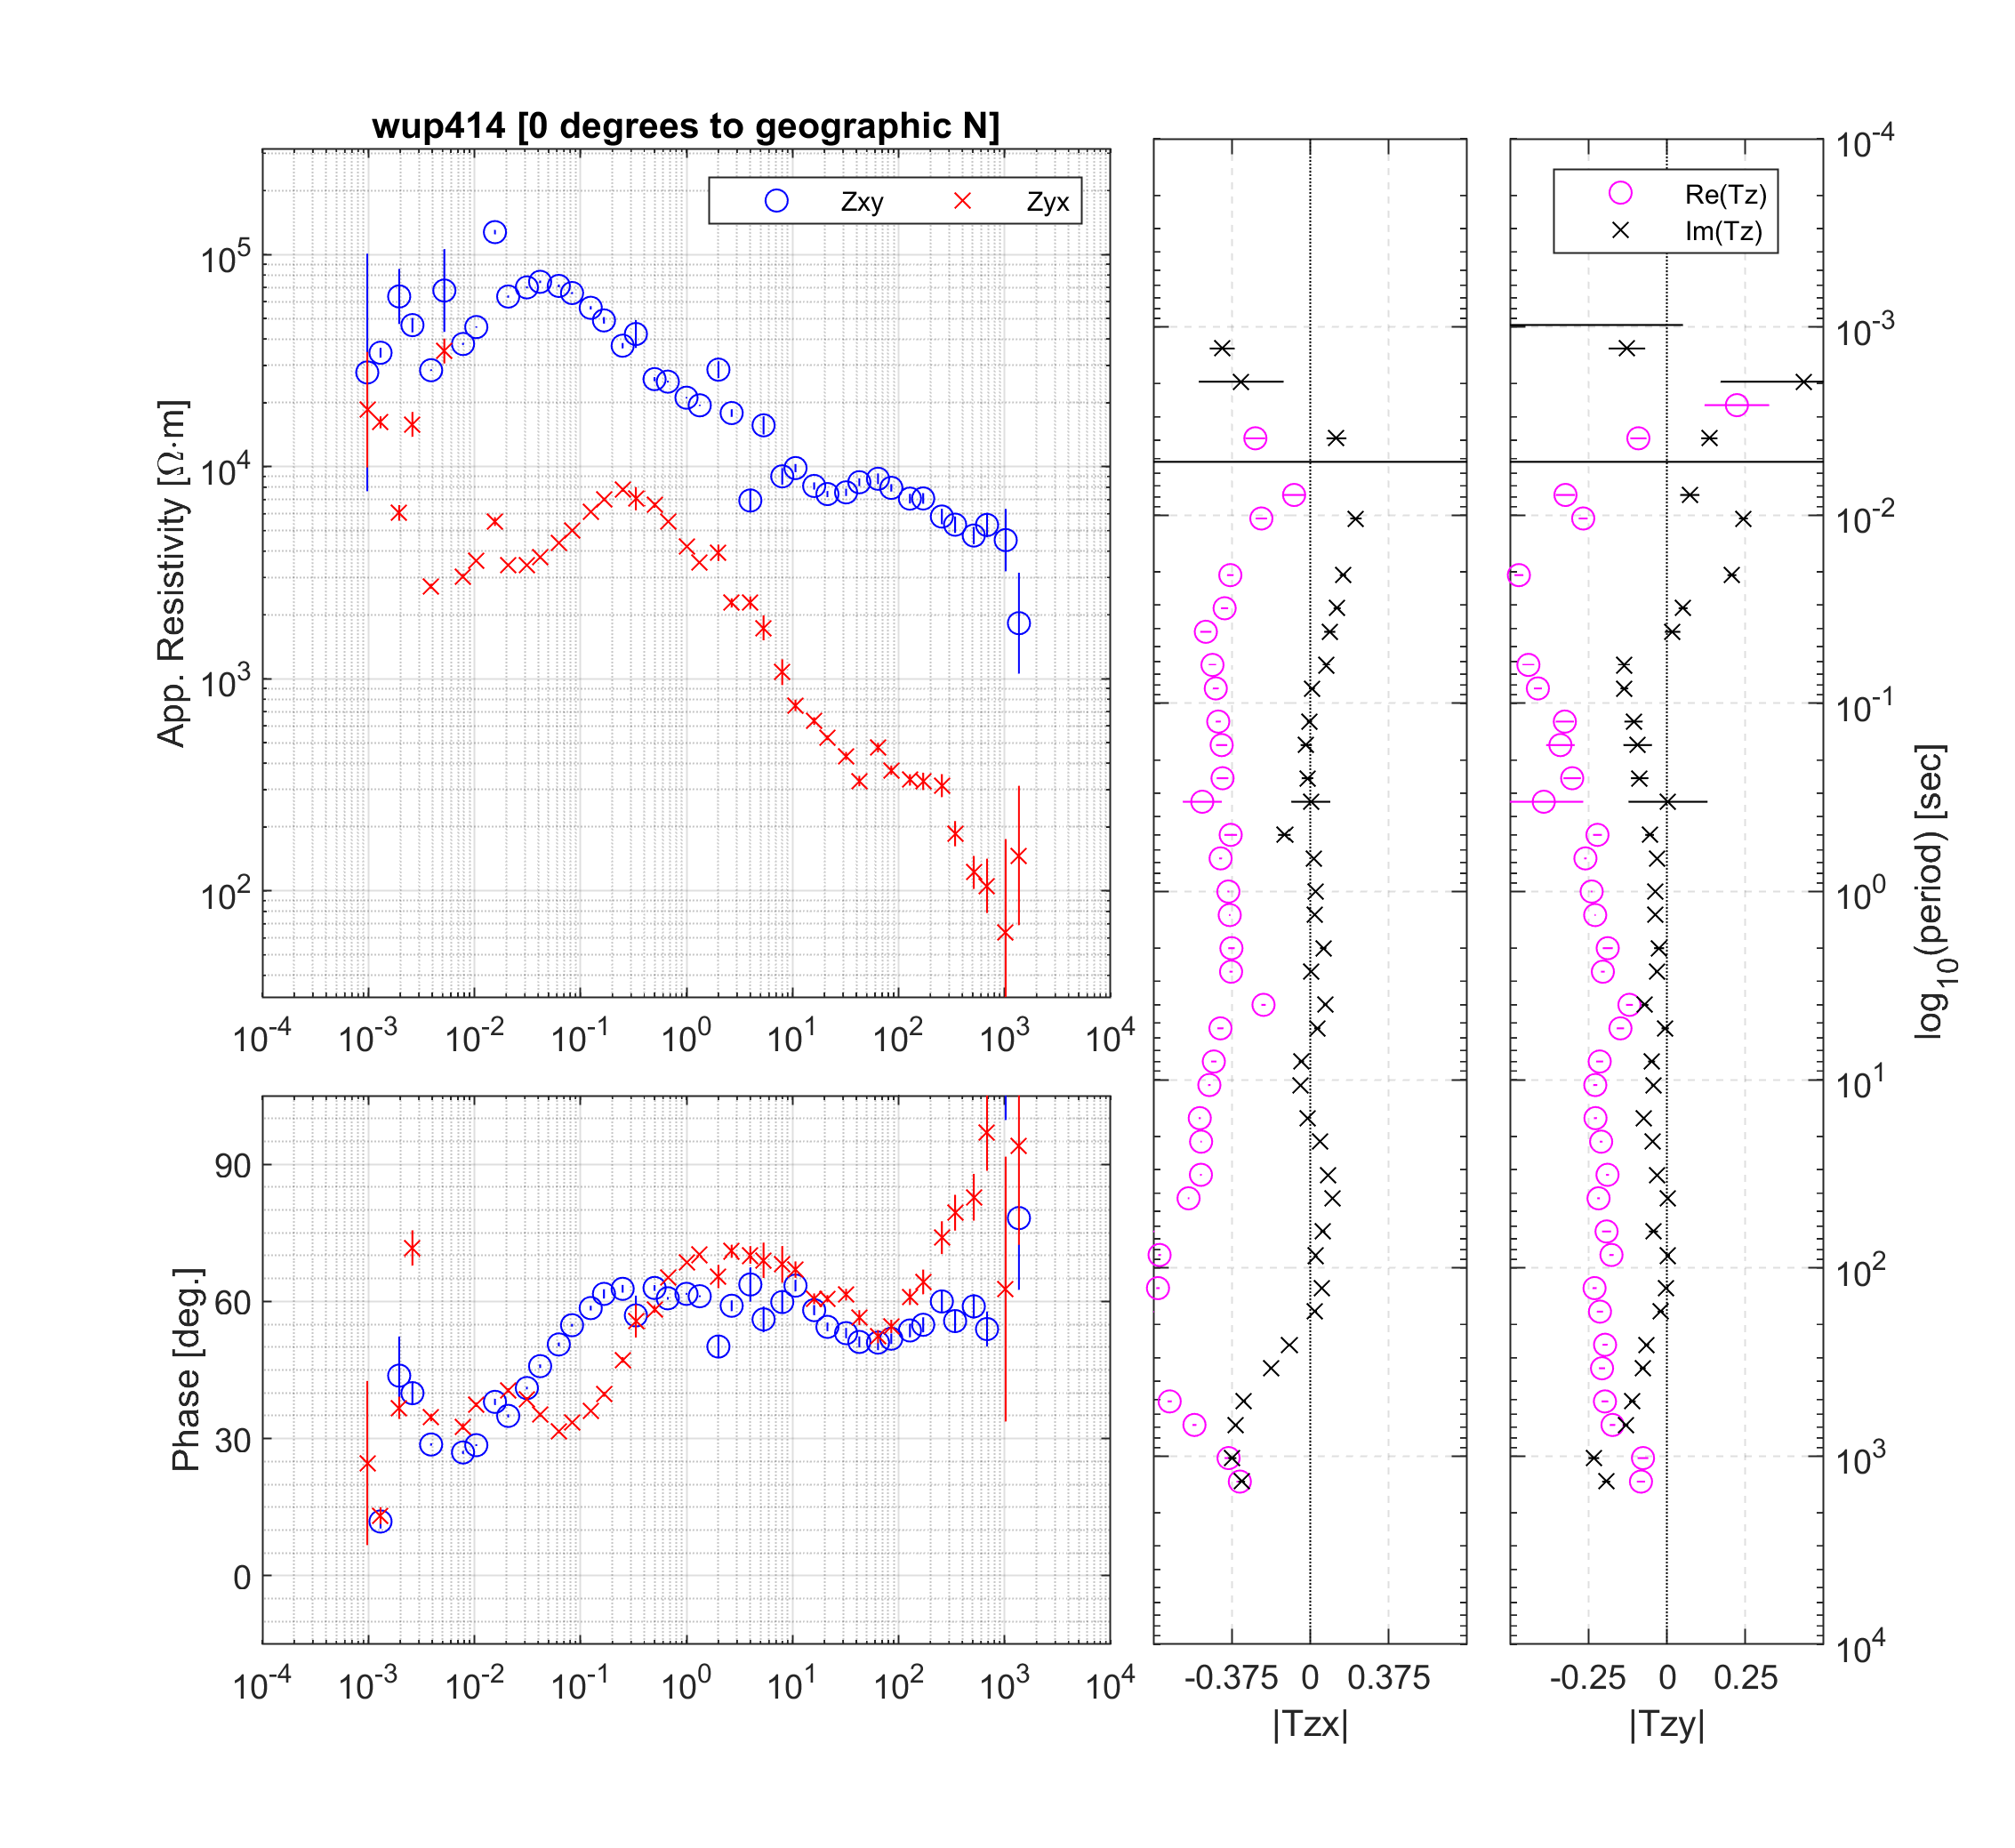 wup414 [0 degrees to geographic N]
Zxy Zyx
App. Resistivity [Ω·m]
10^5
10^4
10^3
10^2
10^-4 10^-3 10^-2 10^-1 10^0 10^1 10^2 10^3 10^4
Phase [deg.]
90
60
30
0
10^-4 10^-3 10^-2 10^-1 10^0 10^1 10^2 10^3 10^4
-0.375 0 0.375
|Tzx|
Re(Tz)
Im(Tz)
-0.25 0 0.25
|Tzy|
10^-4
10^-3
10^-2
10^-1
10^0
10^1
10^2
10^3
10^4
log_10(period) [sec]